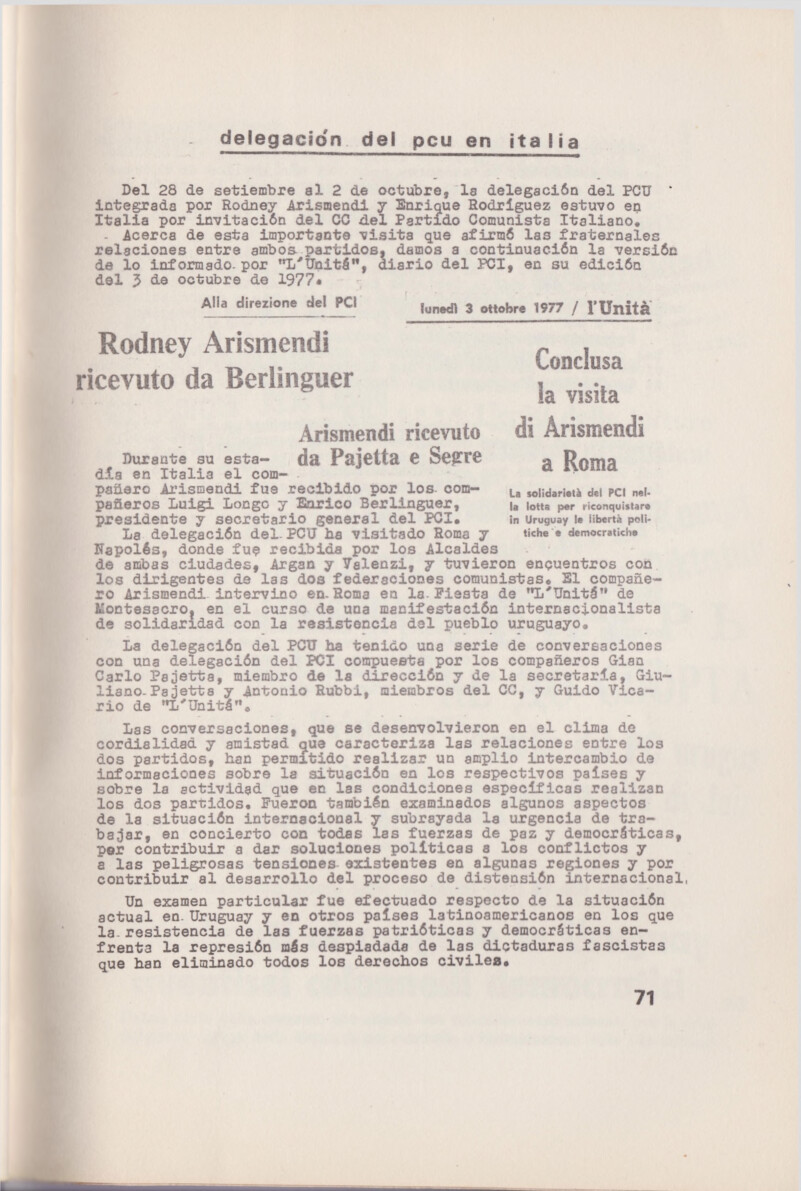 delegación del pcu en italia
Del 28 de setiembre al 2 de octubre, la delegación del PCU
integrada por Rodney Arismendi y Enrique Rodríguez estuvo en
Italia por invitación del CC del Partido Comunista Italiano.
Acerca de esta importante visita que afirmó las fraternales
relaciones entre ambos partidos, damos a continuación la versión
de lo informado por "L'Unitá", diario del PCI, en su edición
del 3 de octubre de 1977.
Alla direzione del PCI
lunedì 3 ottobre 1977 / l'Unità
Rodney Arismendi
ricevuto da Berlinguer
Conclusa
la visita
di Arismendi
a Roma
La solidarietà del PCI nel-
la lotta per riconquistare
in Uruguay le libertà poli-
tiche e democratiche
Arismendi ricevuto
da Pajetta e Segre
Durante su esta-
día en Italia el com-
pañero Arismendi fue recibido por los com-
pañeros Luigi Longo y Enrico Berlinguer,
presidente y secretario general del PCI.
La delegación del PCU ha visitado Roma y
Napolés, donde fue recibida por los Alcaldes
de ambas ciudades, Argan y Valenzi, y tuvieron encuentros con
los dirigentes de las dos federaciones comunistas. El compañe-
ro Arismendi intervino en Roma en la Fiesta de "L'Unitá" de
Montesacro, en el curso de una manifestación internacionalista
de solidaridad con la resistencia del pueblo uruguayo.
La delegación del PCU ha tenido una serie de conversaciones
con una delegación del PCI compuesta por los compañeros Gian
Carlo Pajetta, miembro de la dirección y de la secretaría, Giu-
liano Pajetta y Antonio Rubbi, miembros del CC, y Guido Vica-
rio de "L'Unitá".
Las conversaciones, que se desenvolvieron en el clima de
cordialidad y amistad que caracteriza las relaciones entre los
dos partidos, han permitido realizar un amplio intercambio de
informaciones sobre la situación en los respectivos países y
sobre la actividad que en las condiciones específicas realizan
los dos partidos. Fueron también examinados algunos aspectos
de la situación internacional y subrayada la urgencia de tra-
bajar, en concierto con todas las fuerzas de paz y democráticas,
por contribuir a dar soluciones políticas a los conflictos y
a las peligrosas tensiones existentes en algunas regiones y por
contribuir al desarrollo del proceso de distensión internacional.
Un examen particular fue efectuado respecto de la situación
actual en Uruguay y en otros países latinoamericanos en los que
la resistencia de las fuerzas patrióticas y democráticas en-
frenta la represión más despiadada de las dictaduras fascistas
que han eliminado todos los derechos civiles.
71